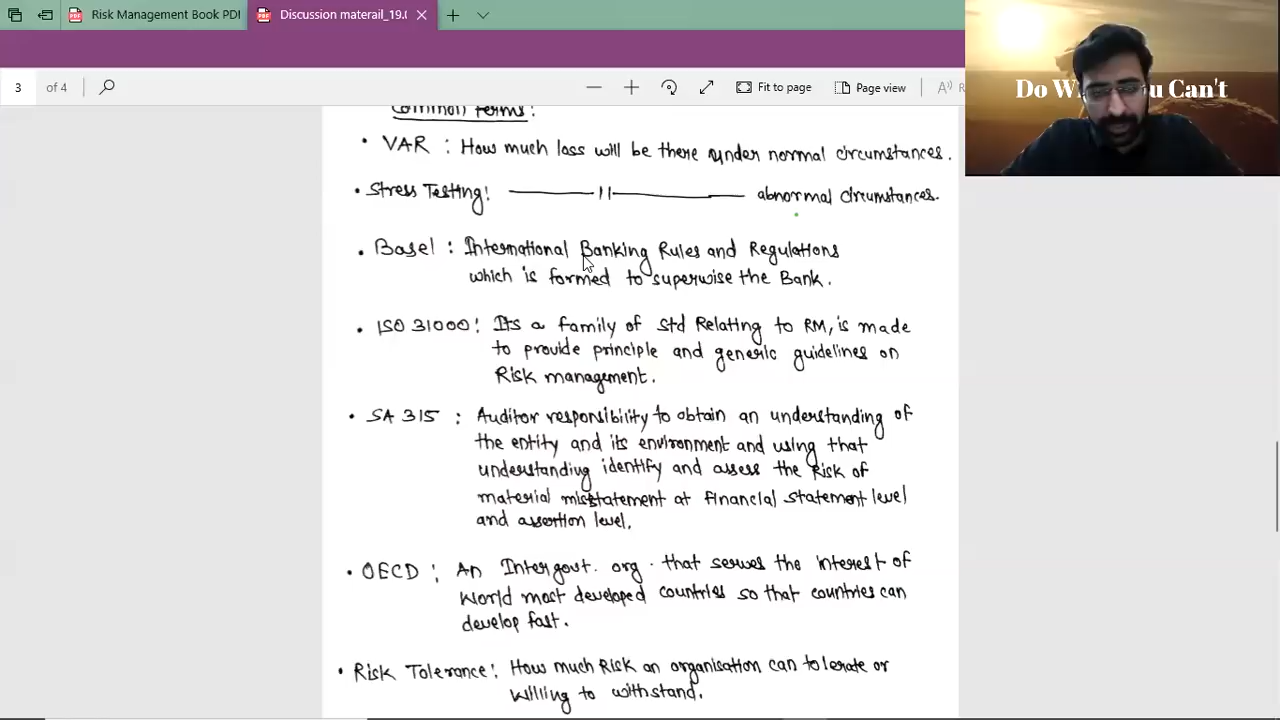 Risk Management Book PDI
Discussion materail_19.0
3 of 4
Fit to page
Page view
Do W u Can't
Common Terms:
• VAR : How much loss will be there under normal circumstances.
• Stress Testing: ——— 11 ——— abnormal circumstances.
• Basel : International Banking Rules and Regulations
which is formed to superwise the Bank.
• ISO 31000: Its a family of std Relating to RM, is made
to provide principle and generic guidelines on
Risk management.
• SA 315 : Auditor responsibility to obtain an understanding of
the entity and its environment and using that
understanding identify and assess the Risk of
material misstatement at financial statement level
and assertion level.
• OECD : An Intergovt. org. that serves the interest of
World most developed countries so that countries can
develop fast.
• Risk Tolerance: How much Risk an organisation can tolerate or
willing to withstand.